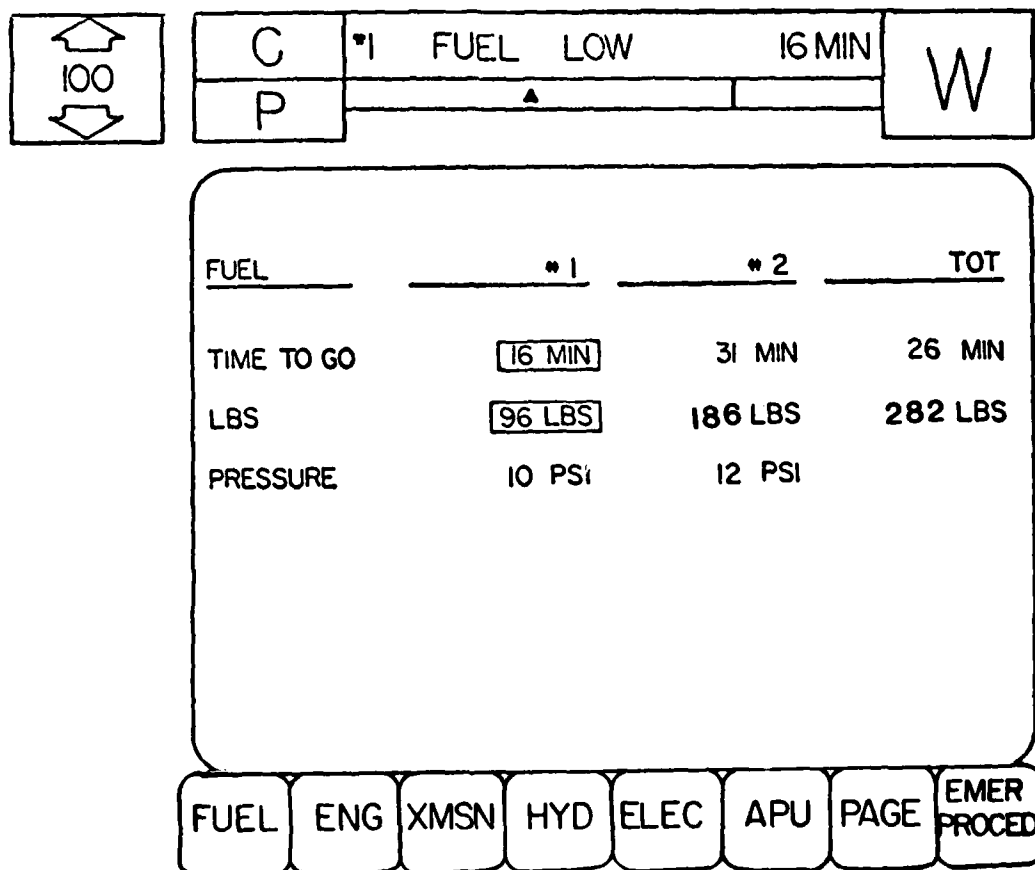 100
C #1 FUEL LOW 16 MIN W
P
FUEL #1 #2 TOT
TIME TO GO 16 MIN 31 MIN 26 MIN
LBS 96 LBS 186 LBS 282 LBS
PRESSURE 10 PSI 12 PSI
FUEL ENG XMSN HYD ELEC APU PAGE EMER PROCED